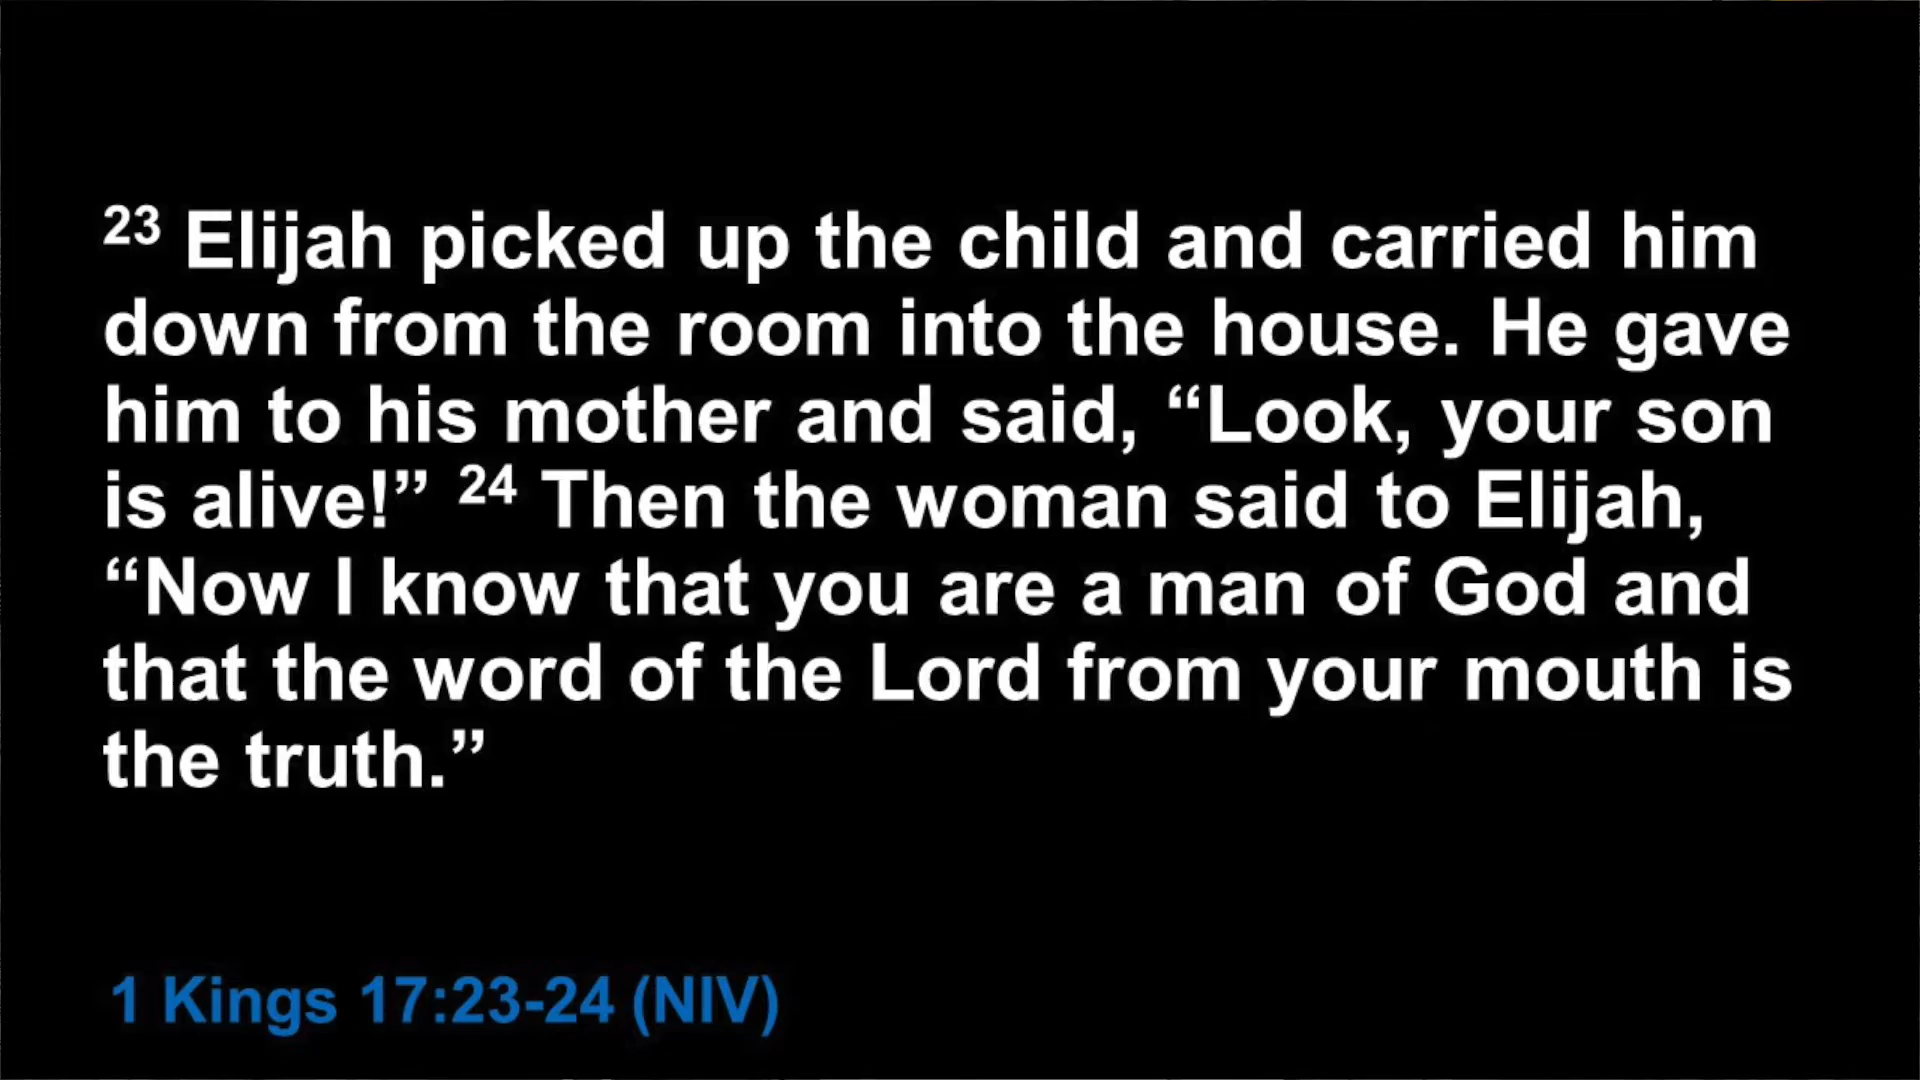 23 Elijah picked up the child and carried him
down from the room into the house. He gave
him to his mother and said, “Look, your son
is alive!” 24 Then the woman said to Elijah,
“Now I know that you are a man of God and
that the word of the Lord from your mouth is
the truth.”
1 Kings 17:23-24 (NIV)